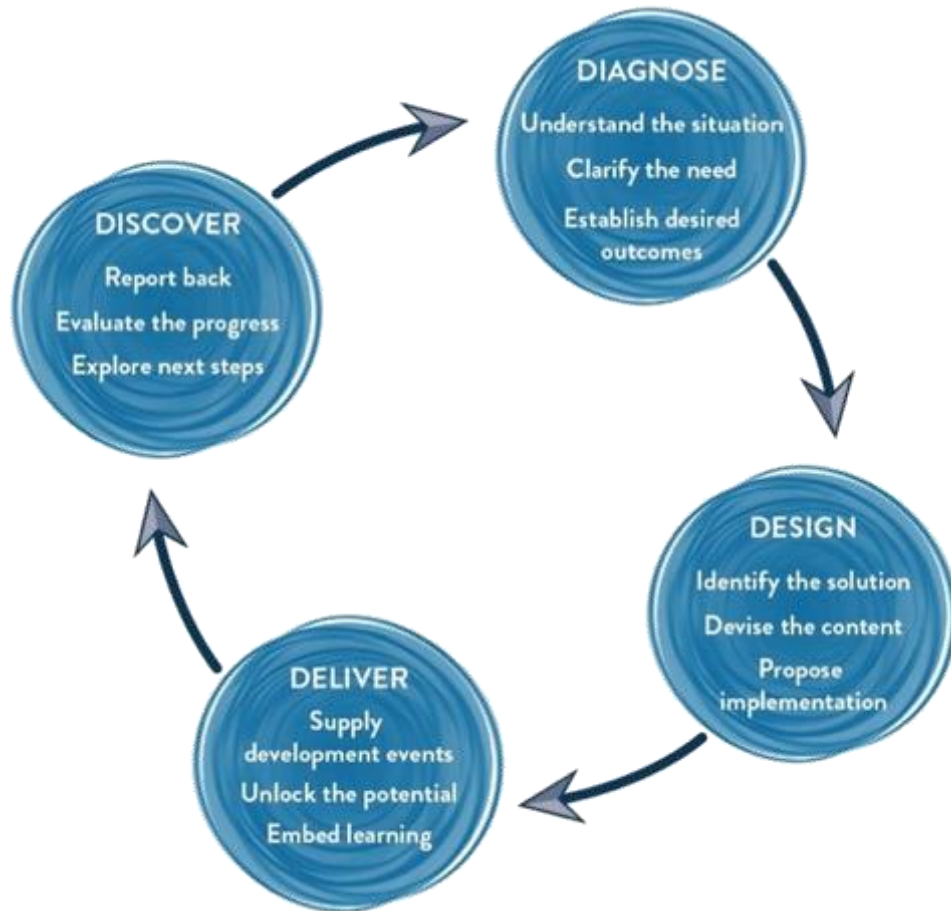 DIAGNOSE
Understand the situation
Clarify the need
Establish desired
outcomes
DESIGN
Identify the solution
Devise the content
Propose
implementation
DELIVER
Supply
development events
Unlock the potential
Embed learning
DISCOVER
Report back
Evaluate the progress
Explore next steps